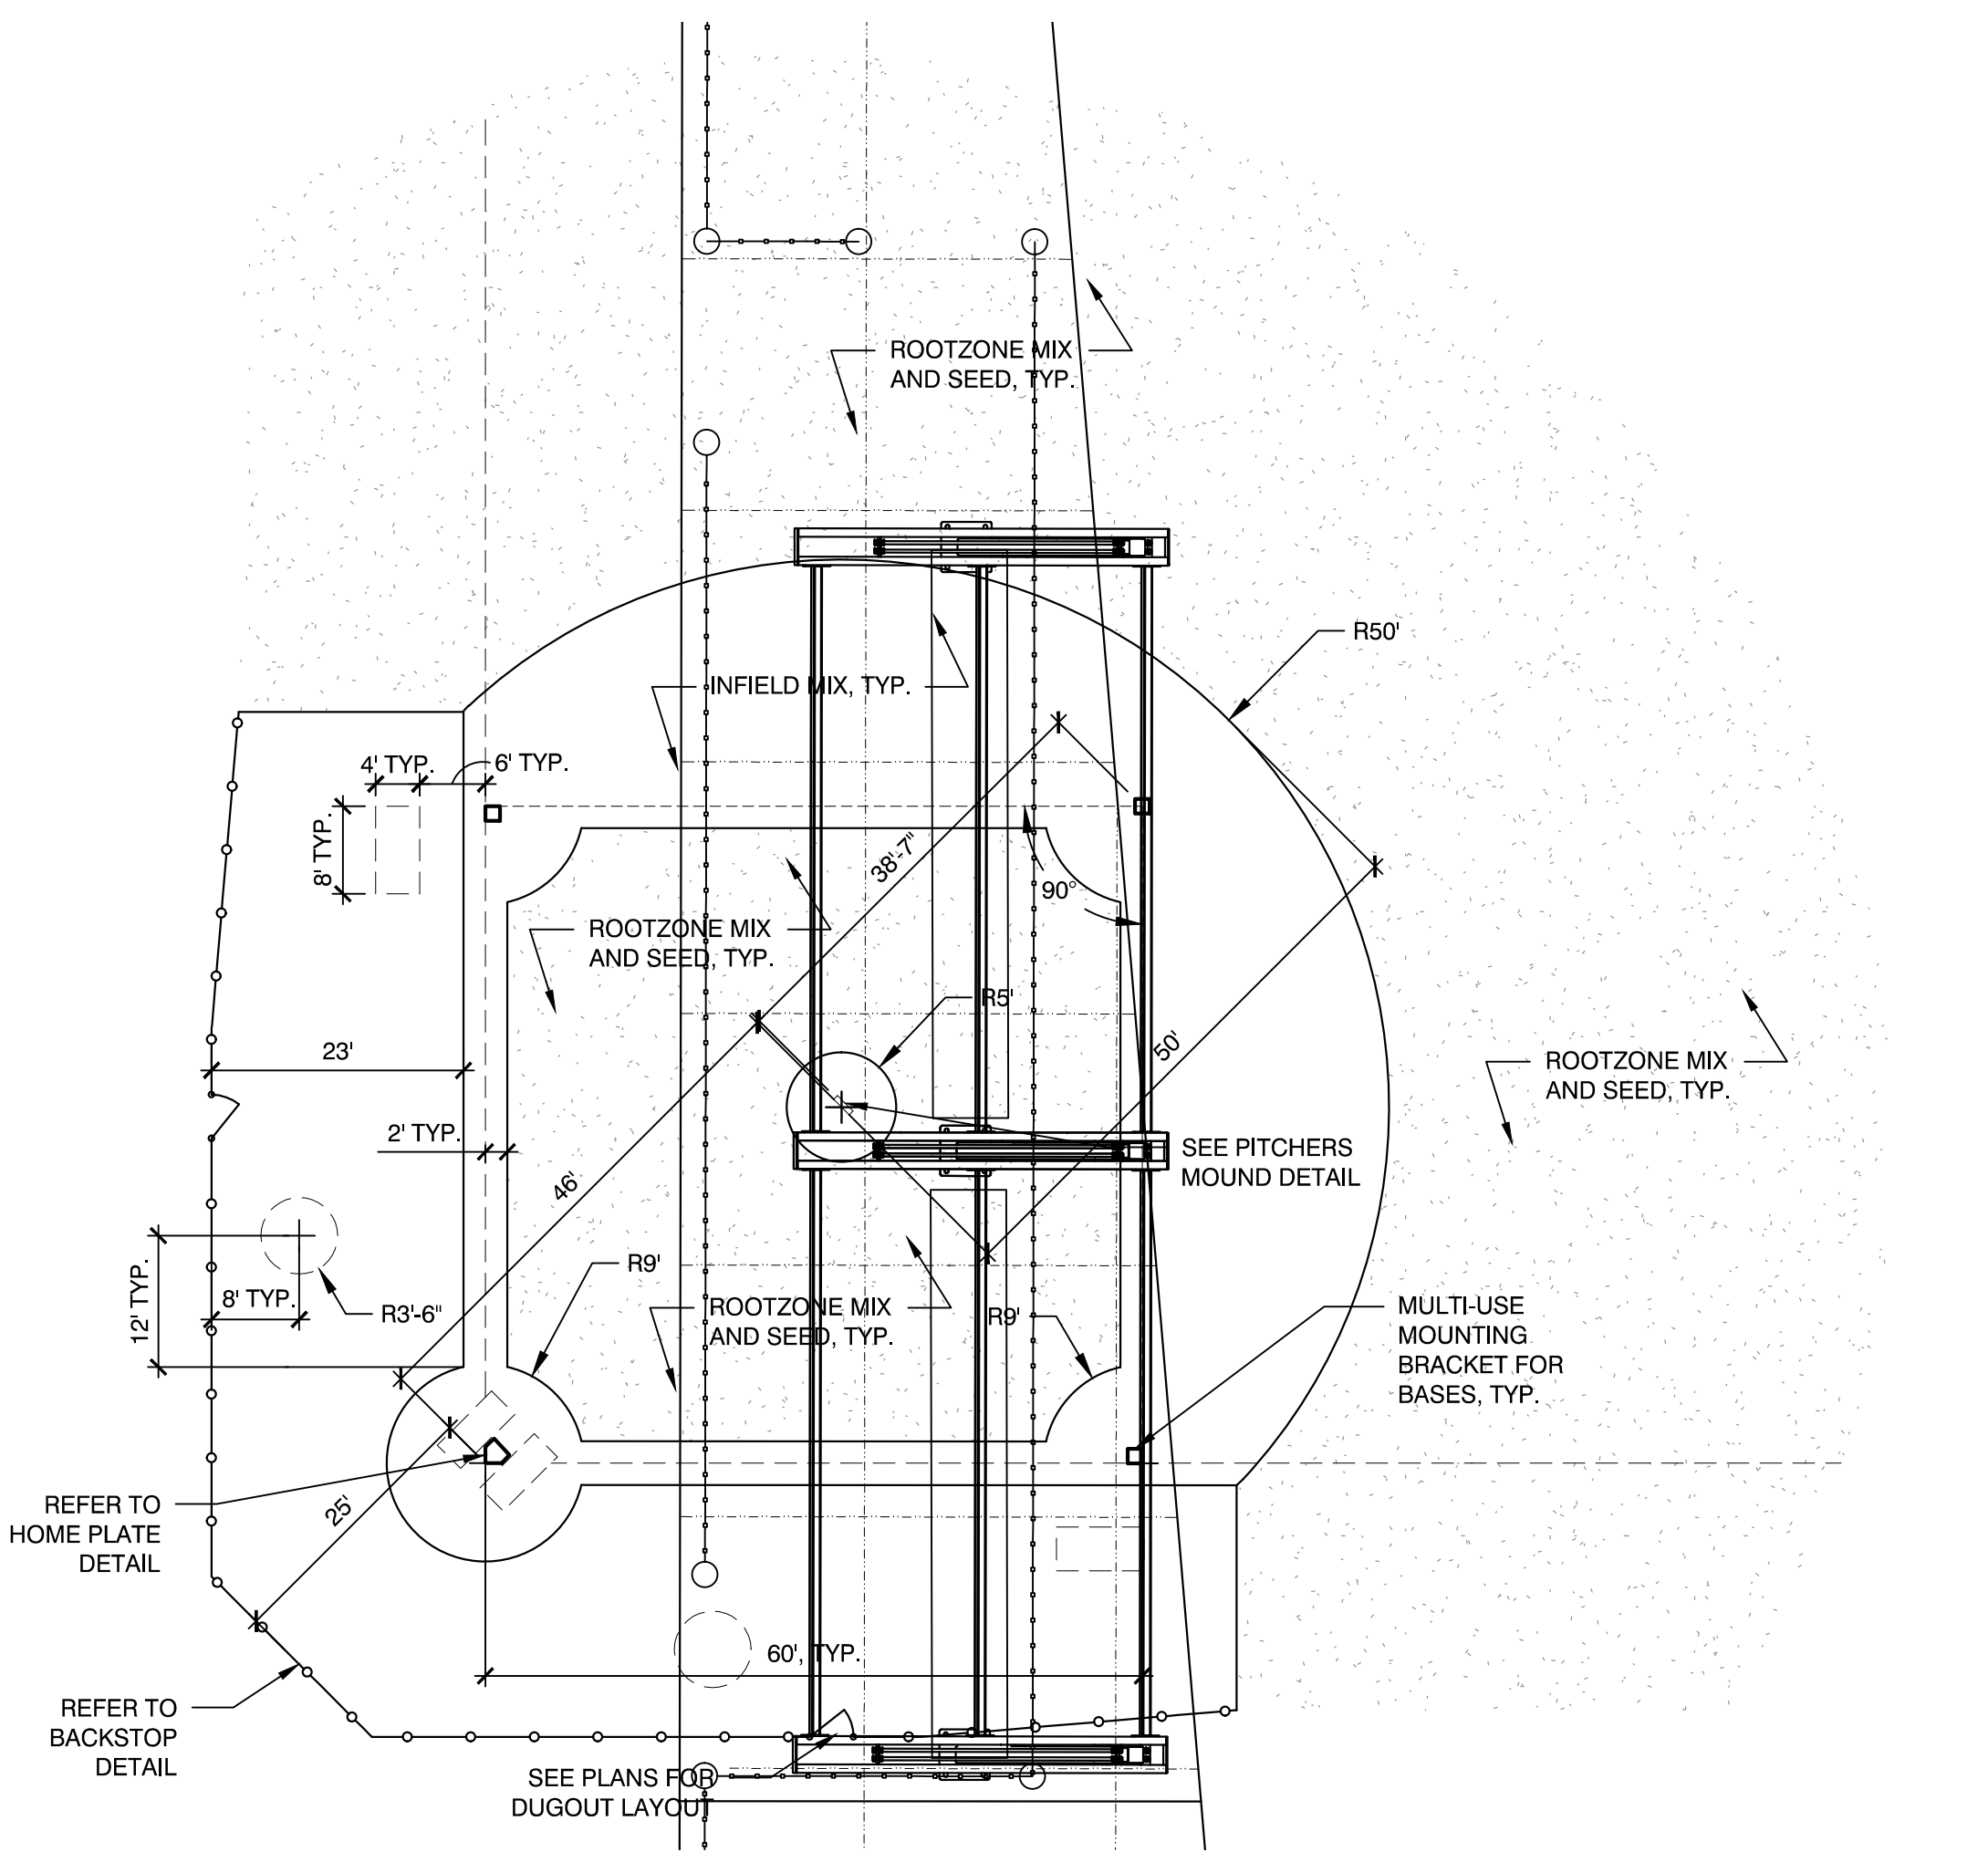 ROOTZONE MIX
AND SEED, TYP.
R50'
INFIELD MIX, TYP.
4' TYP.
6' TYP.
8' TYP.
38'-7"
90°
ROOTZONE MIX
AND SEED, TYP.
R5'
23'
50'
ROOTZONE MIX
AND SEED, TYP.
2' TYP.
SEE PITCHERS
MOUND DETAIL
46'
R9'
12' TYP.
8' TYP.
R3'-6"
ROOTZONE MIX
AND SEED, TYP.
R9'
MULTI-USE
MOUNTING
BRACKET FOR
BASES, TYP.
REFER TO
HOME PLATE
DETAIL
25'
60', TYP.
REFER TO
BACKSTOP
DETAIL
SEE PLANS FOR
DUGOUT LAYOUT